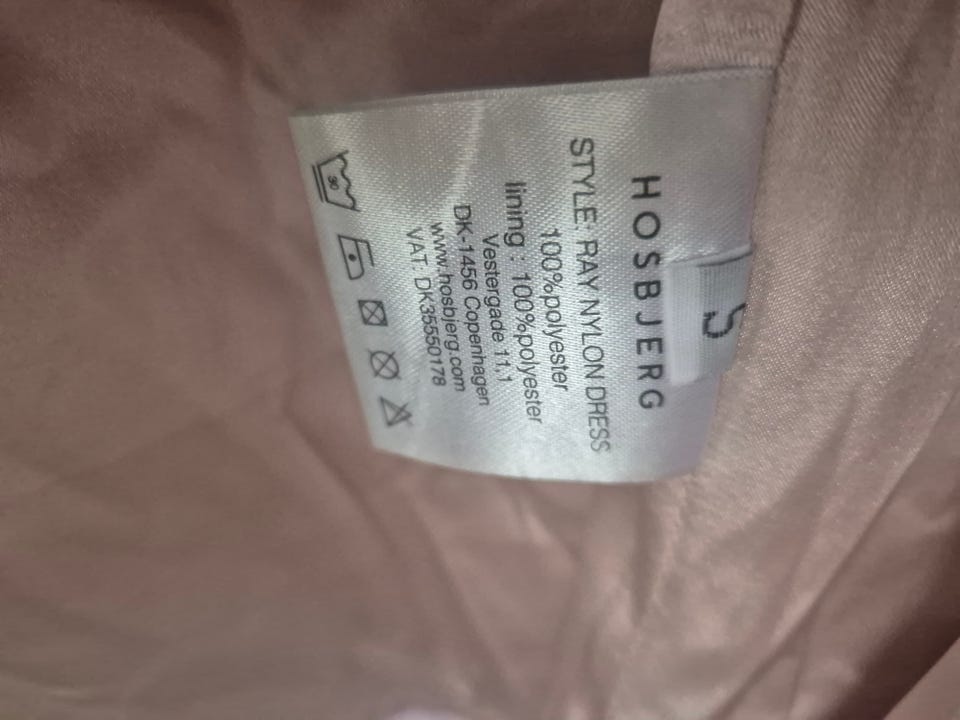 S
HOSBJERG
STYLE: RAY NYLON DRESS
100%polyester
lining : 100%polyester
Vestergade 11,1
DK-1456 Copenhagen
www.hosbjerg.com
VAT: DK35550178